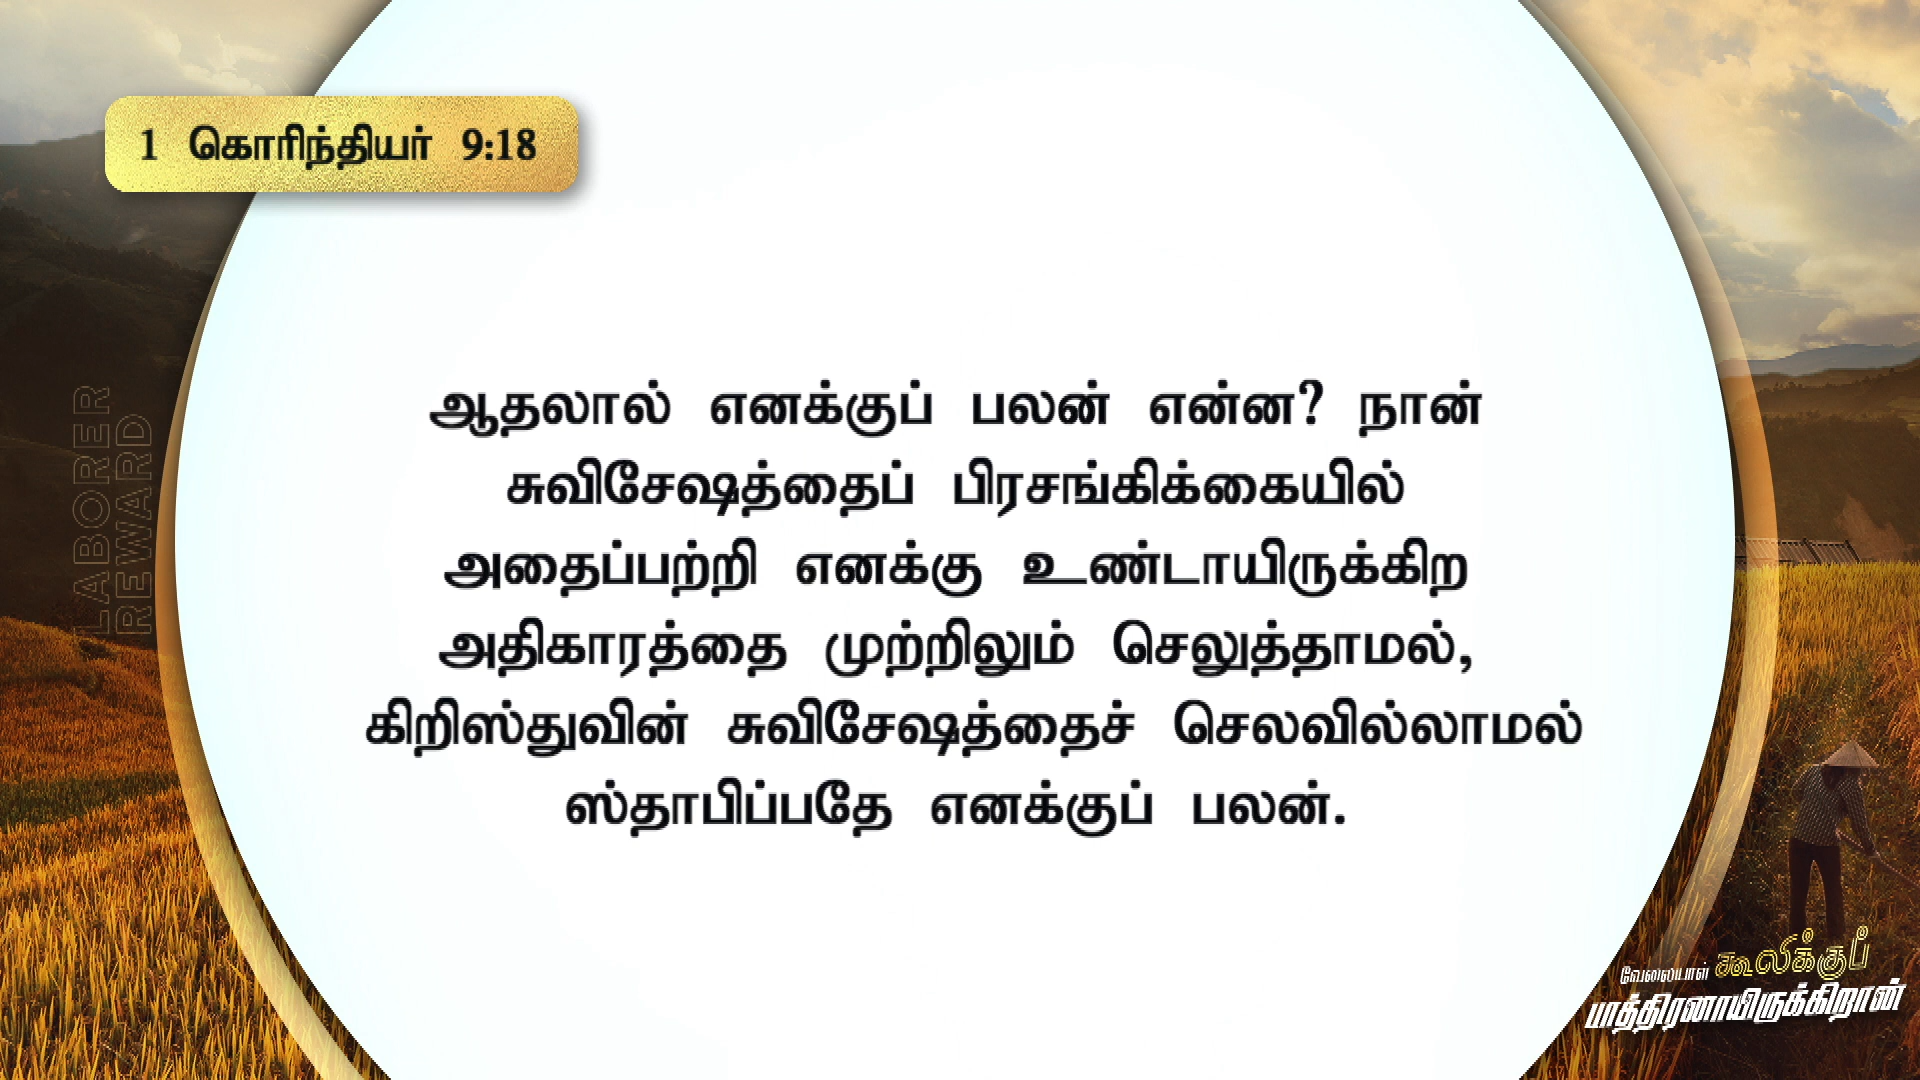 1 கொரிந்தியர் 9:18
ஆதலால் எனக்குப் பலன் என்ன? நான்
சுவிசேஷத்தைப் பிரசங்கிக்கையில்
அதைப்பற்றி எனக்கு உண்டாயிருக்கிற
அதிகாரத்தை முற்றிலும் செலுத்தாமல்,
கிறிஸ்துவின் சுவிசேஷத்தைச் செலவில்லாமல்
ஸ்தாபிப்பதே எனக்குப் பலன்.
LABORER
REWARD
வேலையாள் கூலிக்குப்
பாத்திரனாயிருக்கிறான்